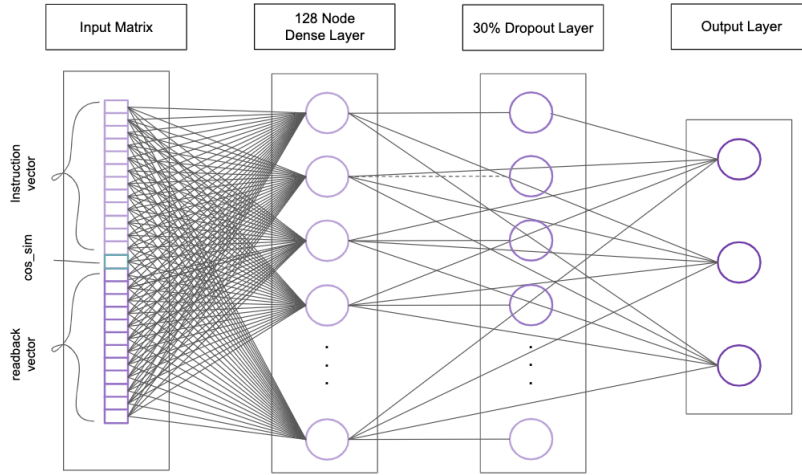 Input Matrix
128 Node
Dense Layer
30% Dropout Layer
Output Layer
Instruction
vector
cos_sim
readback
vector